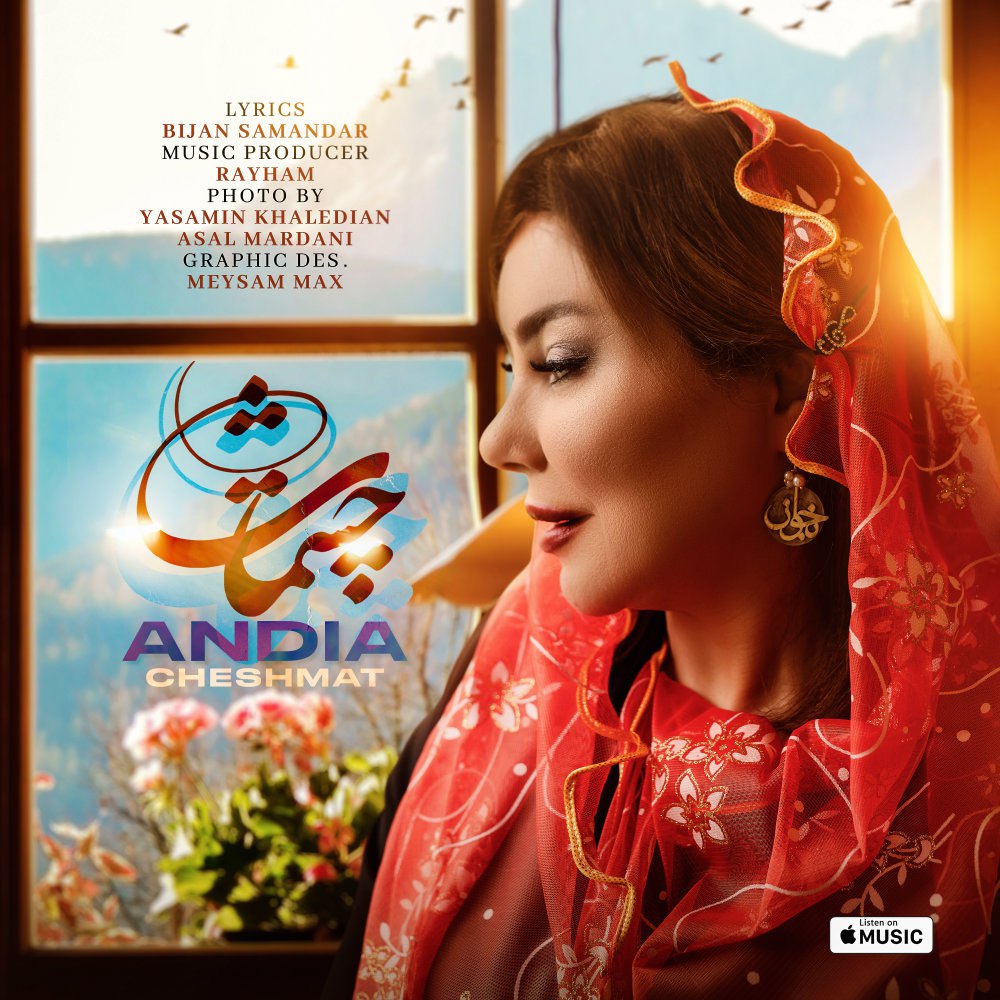 LYRICS
BIJAN SAMANDAR
MUSIC PRODUCER
RAYHAM
PHOTO BY
YASAMIN KHALEDIAN
ASAL MARDANI
GRAPHIC DES.
MEYSAM MAX
چشمات
ANDIA
CHESHMAT
Listen on
MUSIC